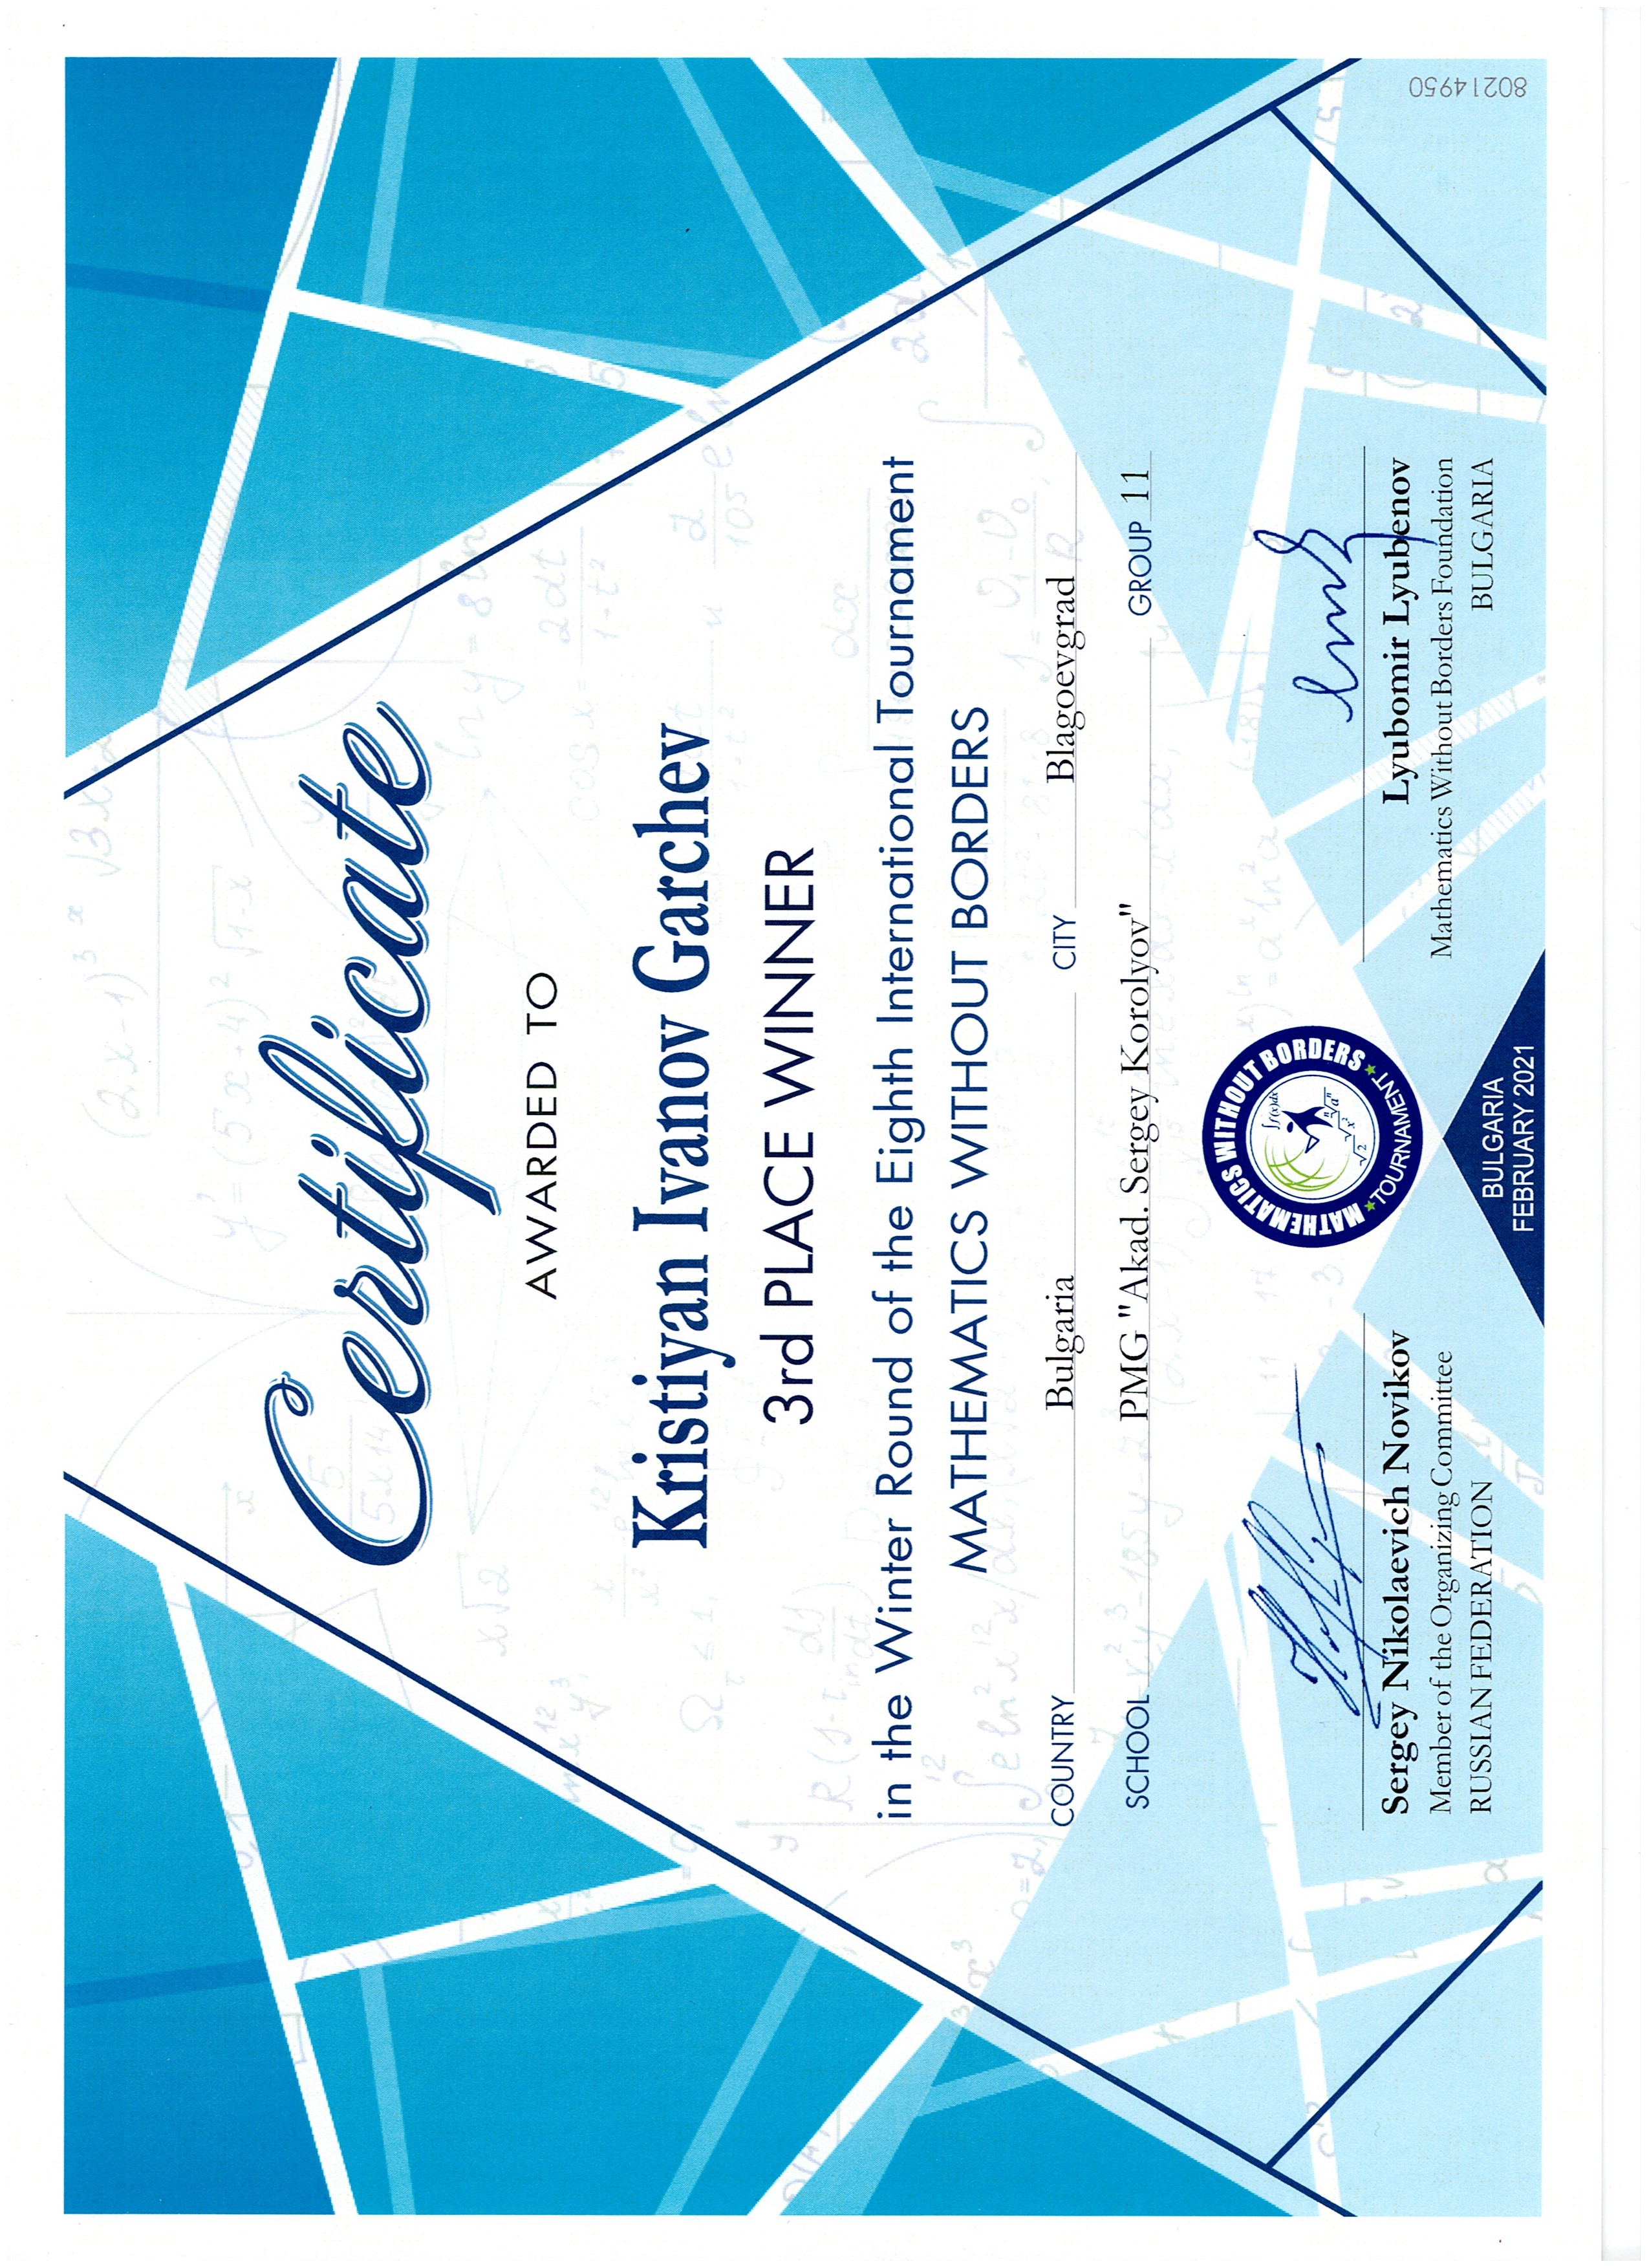 Certificate
AWARDED TO
Kristiyan Ivanov Garchev
3rd PLACE WINNER
in the Winter Round of the Eighth International Tournament
MATHEMATICS WITHOUT BORDERS
COUNTRY Bulgaria CITY Blagoevgrad
SCHOOL PMG "Akad. Sergey Korolyov" GROUP 11
MATHEMATICS WITHOUT BORDERS
TOURNAMENT
Sergey Nikolaevich Novikov
Member of the Organizing Committee
RUSSIAN FEDERATION
Lyubomir Lyubenov
Mathematics Without Borders Foundation
BULGARIA
BULGARIA
FEBRUARY 2021
80214950